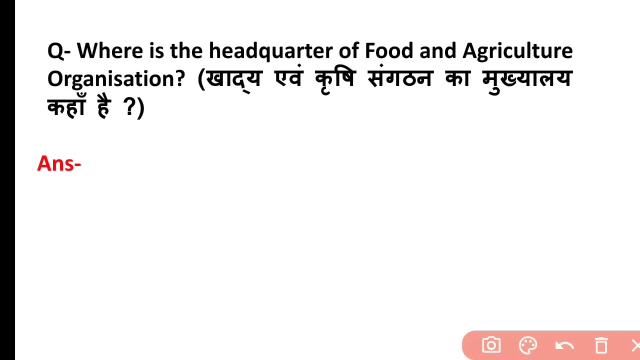 Q- Where is the headquarter of Food and Agriculture
Organisation? (खाद्य एवं कृषि संगठन का मुख्यालय
कहाँ है ?)
Ans-